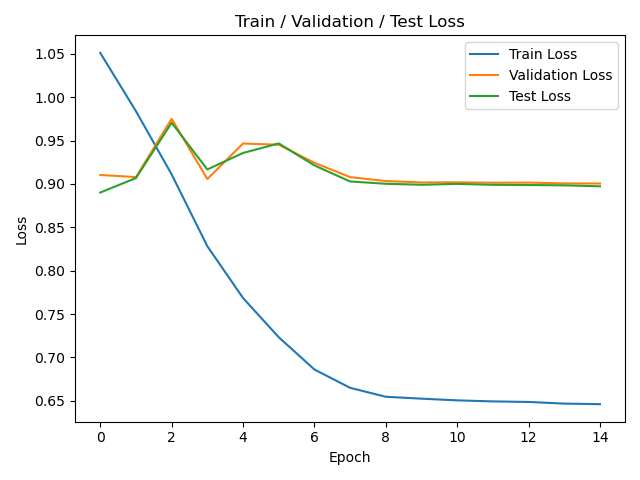 Train / Validation / Test Loss
Train Loss
Validation Loss
Test Loss
1.05
1.00
0.95
0.90
0.85
0.80
0.75
0.70
0.65
Loss
0 2 4 6 8 10 12 14
Epoch